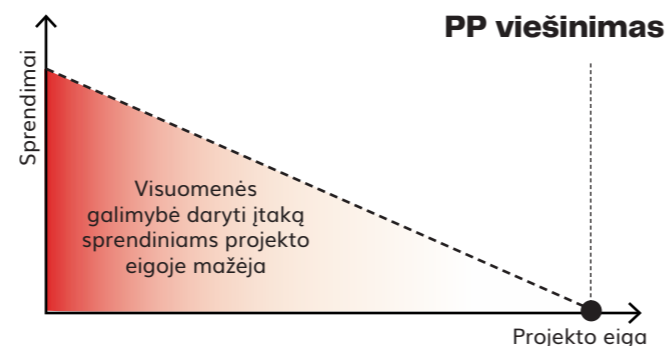 PP viešinimas
Sprendimai
Visuomenės
galimybė daryti įtaką
sprendiniams projekto
eigoje mažėja
Projekto eiga